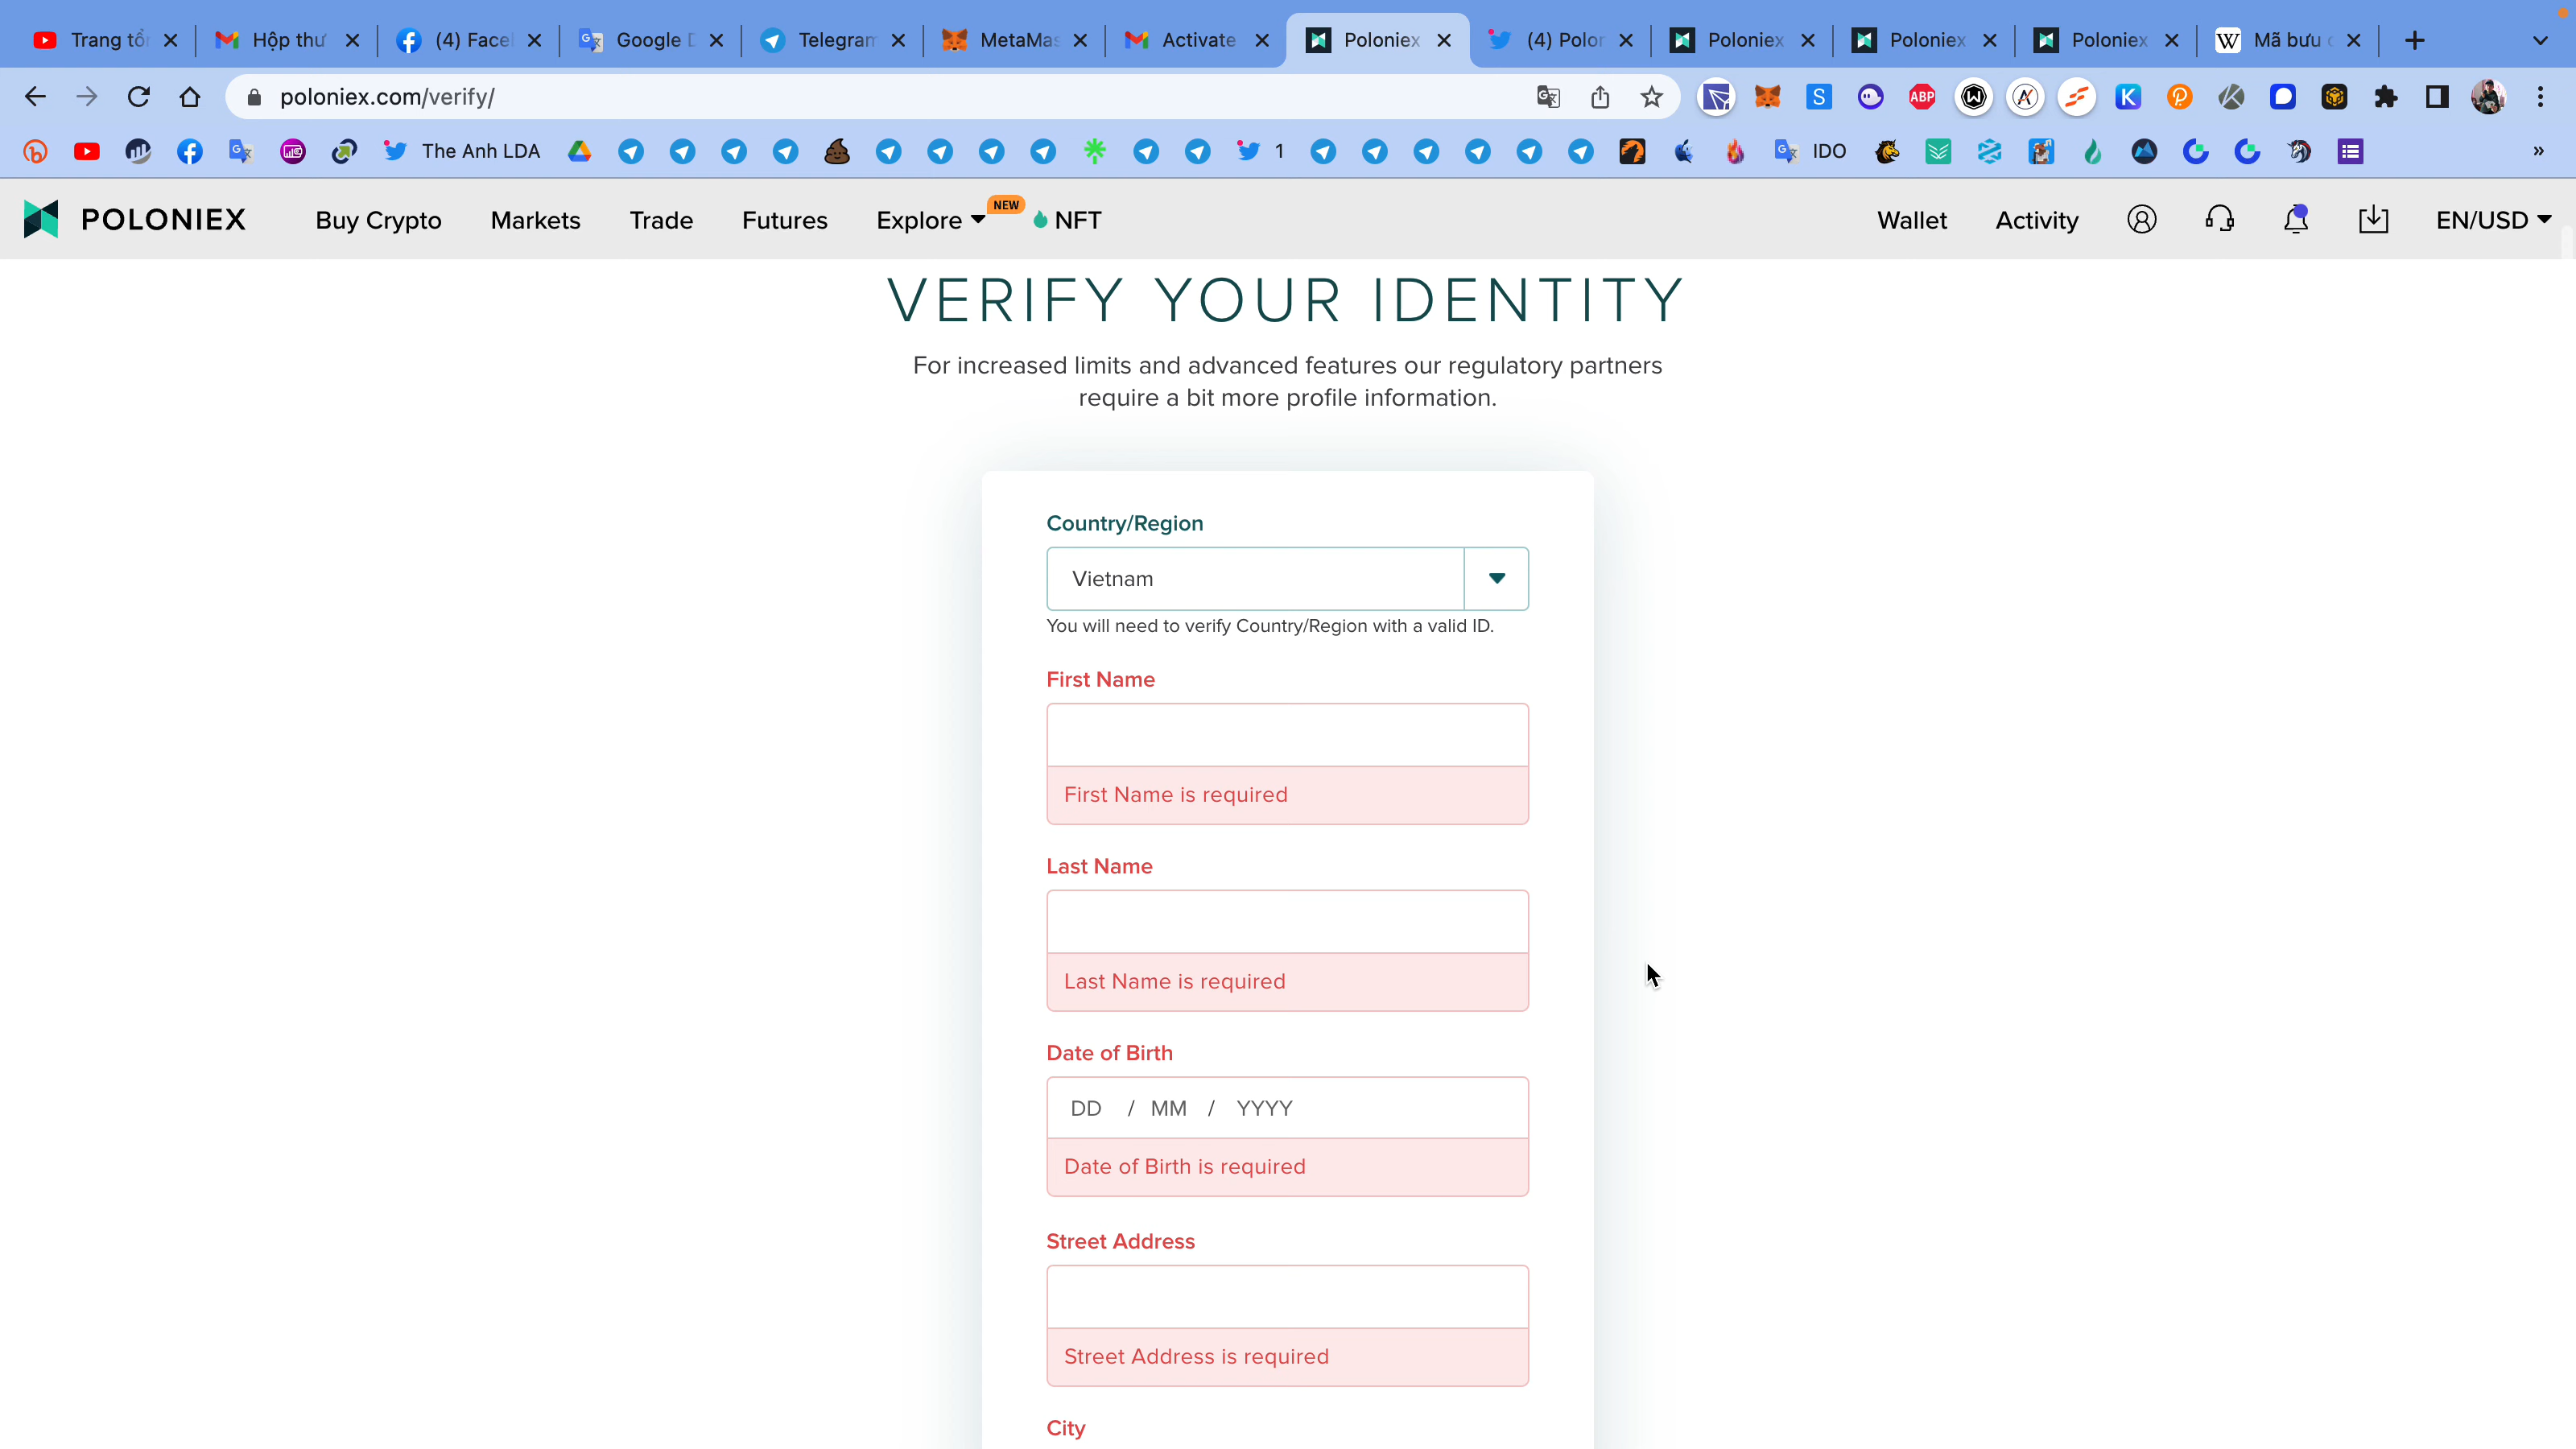 Trang tổ
Hộp thư
(4) Face
Google
Telegram
MetaMas
Activate
Poloniex
(4) Polo
Poloniex
Poloniex
Poloniex
Mã bưu
poloniex.com/verify/
The Anh LDA
1
IDO
POLONIEX
Buy Crypto
Markets
Trade
Futures
Explore
NEW
NFT
Wallet
Activity
EN/USD
VERIFY YOUR IDENTITY
For increased limits and advanced features our regulatory partners
require a bit more profile information.
Country/Region
Vietnam
You will need to verify Country/Region with a valid ID.
First Name
First Name is required
Last Name
Last Name is required
Date of Birth
DD / MM / YYYY
Date of Birth is required
Street Address
Street Address is required
City